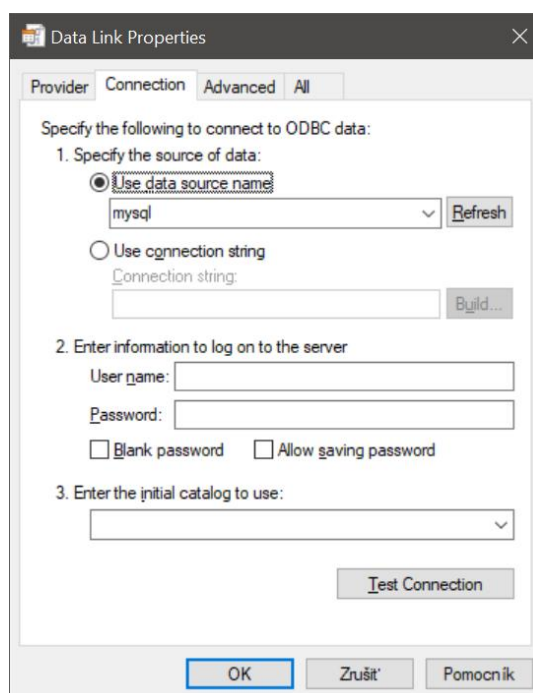 Data Link Properties
Provider Connection Advanced All
Specify the following to connect to ODBC data:
1. Specify the source of data:
Use data source name
mysql Refresh
Use connection string
Connection string:
Build...
2. Enter information to log on to the server
User name:
Password:
Blank password Allow saving password
3. Enter the initial catalog to use:
Test Connection
OK Zrušiť Pomocník